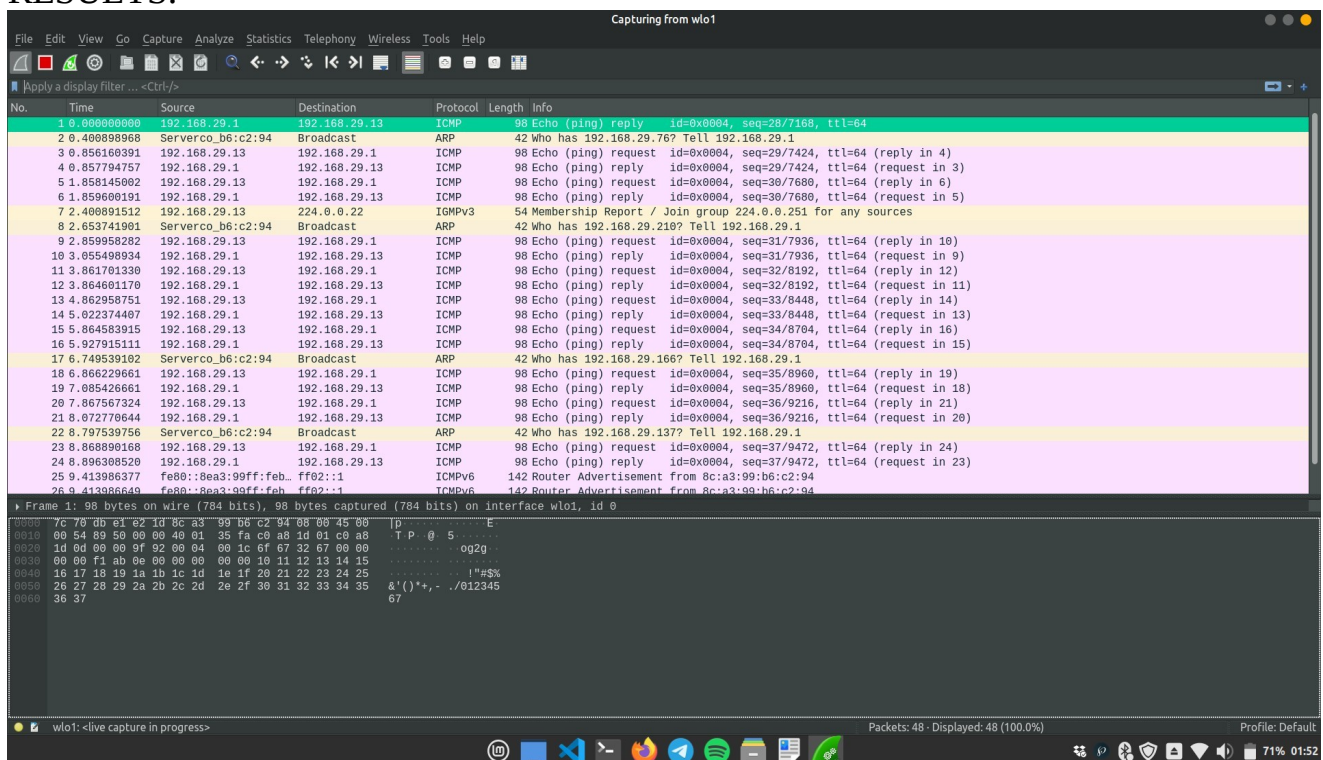 RESULTS:
Capturing from wlo1
File Edit View Go Capture Analyze Statistics Telephony Wireless Tools Help
Apply a display filter … <Ctrl-/>
No. Time Source Destination Protocol Length Info
1 0.000000000 192.168.29.1 192.168.29.13 ICMP 98 Echo (ping) reply id=0x0004, seq=28/7168, ttl=64
2 0.400898968 Serverco_b6:c2:94 Broadcast ARP 42 Who has 192.168.29.76? Tell 192.168.29.1
3 0.856160391 192.168.29.13 192.168.29.1 ICMP 98 Echo (ping) request id=0x0004, seq=29/7424, ttl=64 (reply in 4)
4 0.857794757 192.168.29.1 192.168.29.13 ICMP 98 Echo (ping) reply id=0x0004, seq=29/7424, ttl=64 (request in 3)
5 1.858145002 192.168.29.13 192.168.29.1 ICMP 98 Echo (ping) request id=0x0004, seq=30/7680, ttl=64 (reply in 6)
6 1.859600191 192.168.29.1 192.168.29.13 ICMP 98 Echo (ping) reply id=0x0004, seq=30/7680, ttl=64 (request in 5)
7 2.400891512 192.168.29.13 224.0.0.22 IGMPv3 54 Membership Report / Join group 224.0.0.251 for any sources
8 2.653741901 Serverco_b6:c2:94 Broadcast ARP 42 Who has 192.168.29.210? Tell 192.168.29.1
9 2.859958282 192.168.29.13 192.168.29.1 ICMP 98 Echo (ping) request id=0x0004, seq=31/7936, ttl=64 (reply in 10)
10 3.055498934 192.168.29.1 192.168.29.13 ICMP 98 Echo (ping) reply id=0x0004, seq=31/7936, ttl=64 (request in 9)
11 3.861701330 192.168.29.13 192.168.29.1 ICMP 98 Echo (ping) request id=0x0004, seq=32/8192, ttl=64 (reply in 12)
12 3.864601170 192.168.29.1 192.168.29.13 ICMP 98 Echo (ping) reply id=0x0004, seq=32/8192, ttl=64 (request in 11)
13 4.862958751 192.168.29.13 192.168.29.1 ICMP 98 Echo (ping) request id=0x0004, seq=33/8448, ttl=64 (reply in 14)
14 5.022374407 192.168.29.1 192.168.29.13 ICMP 98 Echo (ping) reply id=0x0004, seq=33/8448, ttl=64 (request in 13)
15 5.864583915 192.168.29.13 192.168.29.1 ICMP 98 Echo (ping) request id=0x0004, seq=34/8704, ttl=64 (reply in 16)
16 5.927915111 192.168.29.1 192.168.29.13 ICMP 98 Echo (ping) reply id=0x0004, seq=34/8704, ttl=64 (request in 15)
17 6.749539102 Serverco_b6:c2:94 Broadcast ARP 42 Who has 192.168.29.166? Tell 192.168.29.1
18 6.866229661 192.168.29.13 192.168.29.1 ICMP 98 Echo (ping) request id=0x0004, seq=35/8960, ttl=64 (reply in 19)
19 7.085426661 192.168.29.1 192.168.29.13 ICMP 98 Echo (ping) reply id=0x0004, seq=35/8960, ttl=64 (request in 18)
20 7.867567324 192.168.29.13 192.168.29.1 ICMP 98 Echo (ping) request id=0x0004, seq=36/9216, ttl=64 (reply in 21)
21 8.072770644 192.168.29.1 192.168.29.13 ICMP 98 Echo (ping) reply id=0x0004, seq=36/9216, ttl=64 (request in 20)
22 8.797539756 Serverco_b6:c2:94 Broadcast ARP 42 Who has 192.168.29.137? Tell 192.168.29.1
23 8.868890168 192.168.29.13 192.168.29.1 ICMP 98 Echo (ping) request id=0x0004, seq=37/9472, ttl=64 (reply in 24)
24 8.896308520 192.168.29.1 192.168.29.13 ICMP 98 Echo (ping) reply id=0x0004, seq=37/9472, ttl=64 (request in 23)
25 9.413986377 fe80::8ea3:99ff:feb… ff02::1 ICMPv6 142 Router Advertisement from 8c:a3:99:b6:c2:94
26 9.413986649 fe80::8ea3:99ff:feb… ff02::1 ICMPv6 142 Router Advertisement from 8c:a3:99:b6:c2:94
Frame 1: 98 bytes on wire (784 bits), 98 bytes captured (784 bits) on interface wlo1, id 0
0000 7c 70 db e1 e2 1d 8c a3 99 b6 c2 94 08 00 45 00 |p······ ······E·
0010 00 54 89 50 00 00 40 01 35 fa c0 a8 1d 01 c0 a8 ·T·P··@· 5·······
0020 1d 0d 00 00 9f 92 00 04 00 1c 6f 67 32 67 00 00 ········ ··og2g··
0030 00 00 f1 ab 0e 00 00 00 00 00 10 11 12 13 14 15 ········ ········
0040 16 17 18 19 1a 1b 1c 1d 1e 1f 20 21 22 23 24 25 ········ ·· !"#$%
0050 26 27 28 29 2a 2b 2c 2d 2e 2f 30 31 32 33 34 35 &'()*+,- ./012345
0060 36 37 67
wlo1: <live capture in progress> Packets: 48 · Displayed: 48 (100.0%) Profile: Default
71% 01:52